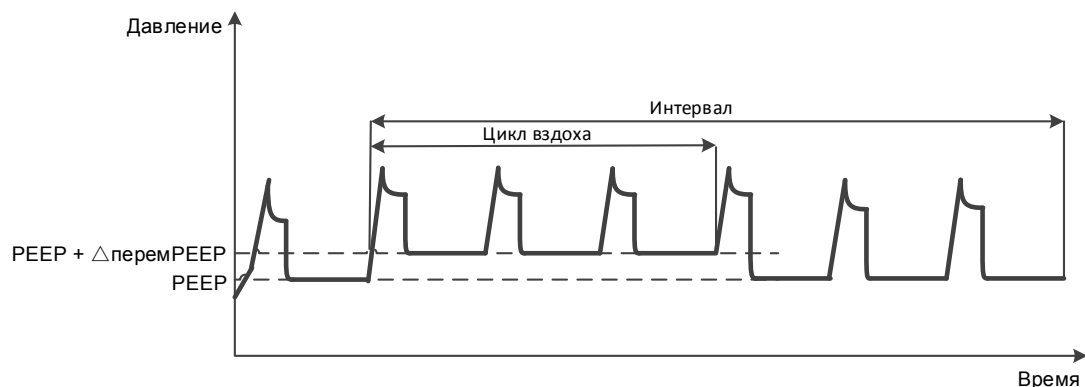 Давление
Интервал
Цикл вздоха
PEEP + △перемPEEP
PEEP
Время